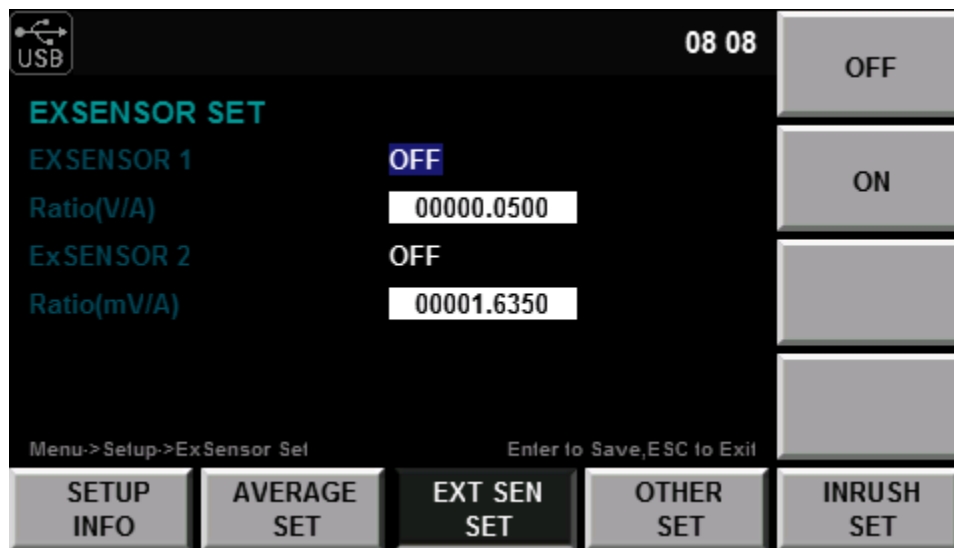 USB
08 08
OFF
EXSENSOR SET
EXSENSOR 1 OFF
ON
Ratio(V/A) 00000.0500
ExSENSOR 2 OFF
Ratio(mV/A) 00001.6350
Menu->Setup->ExSensor Set Enter to Save,ESC to Exit
SETUP INFO
AVERAGE SET
EXT SEN SET
OTHER SET
INRUSH SET